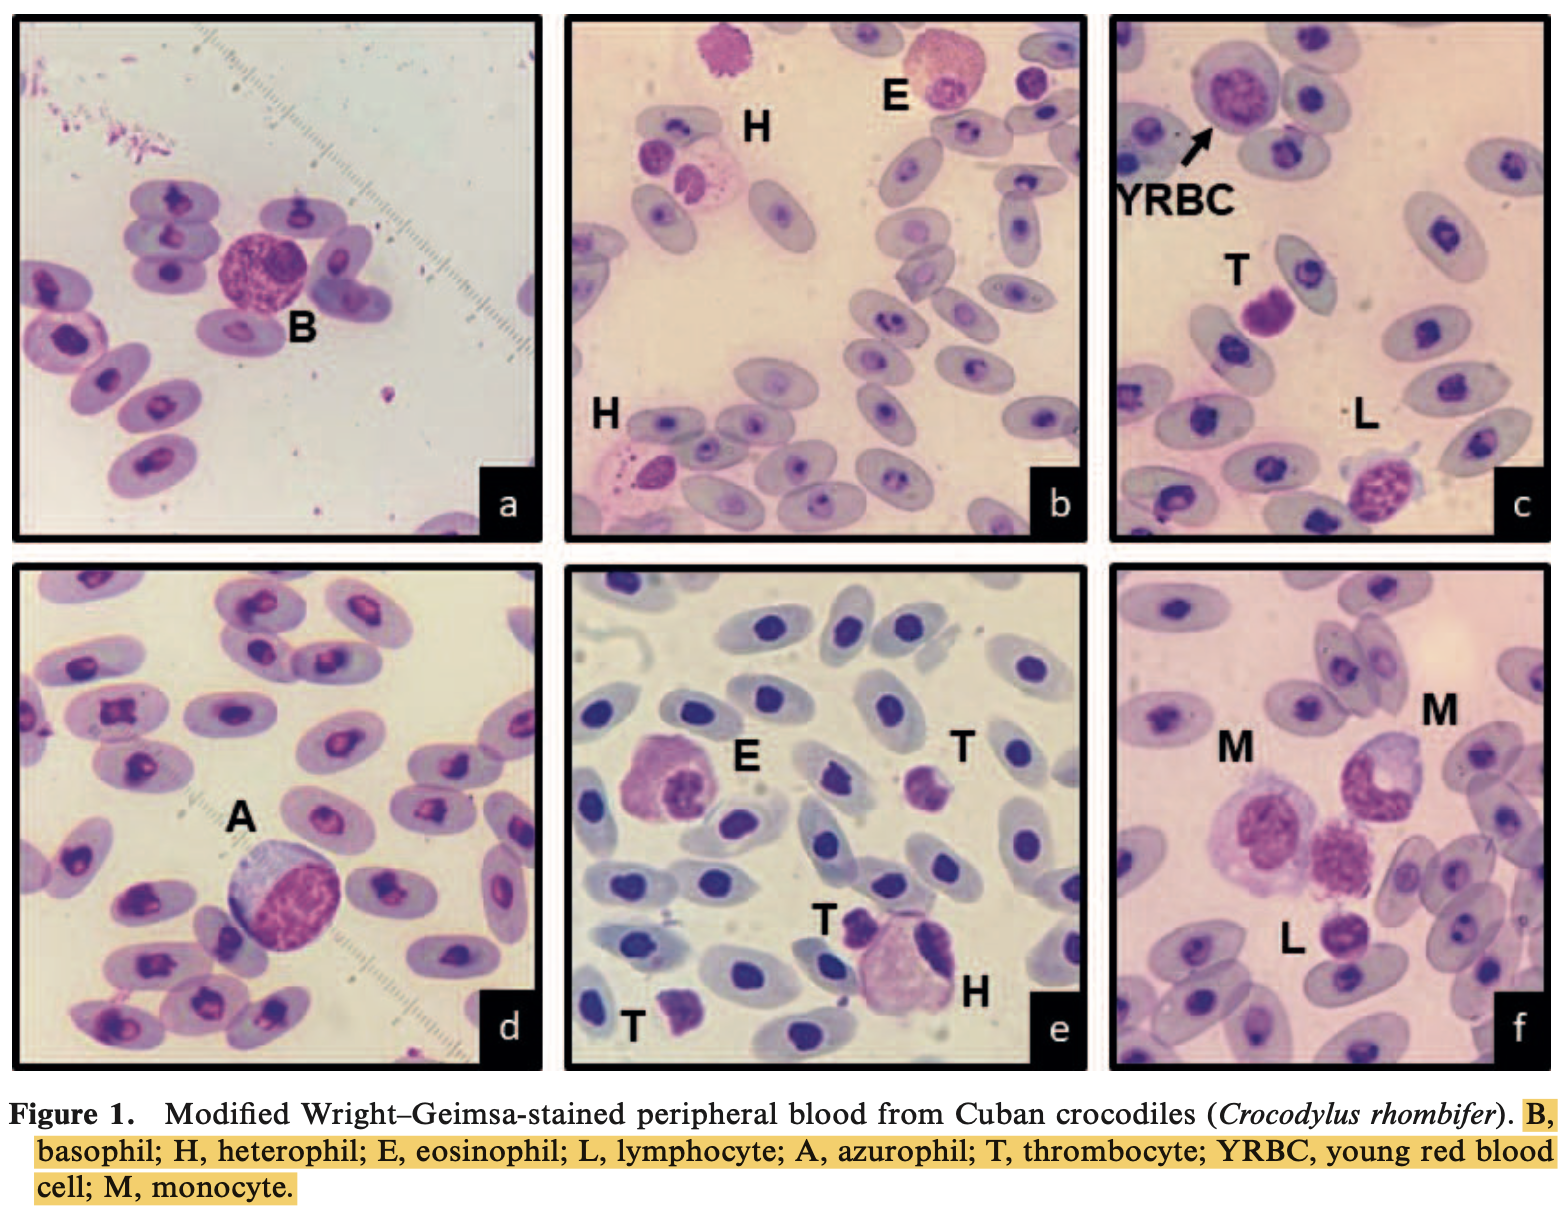 B
a
H
E
H
b
YRBC
T
L
c
A
d
E
T
T
H
T
e
M
M
L
f
Figure 1. Modified Wright–Geimsa-stained peripheral blood from Cuban crocodiles (Crocodylus rhombifer). B,
basophil; H, heterophil; E, eosinophil; L, lymphocyte; A, azurophil; T, thrombocyte; YRBC, young red blood
cell; M, monocyte.